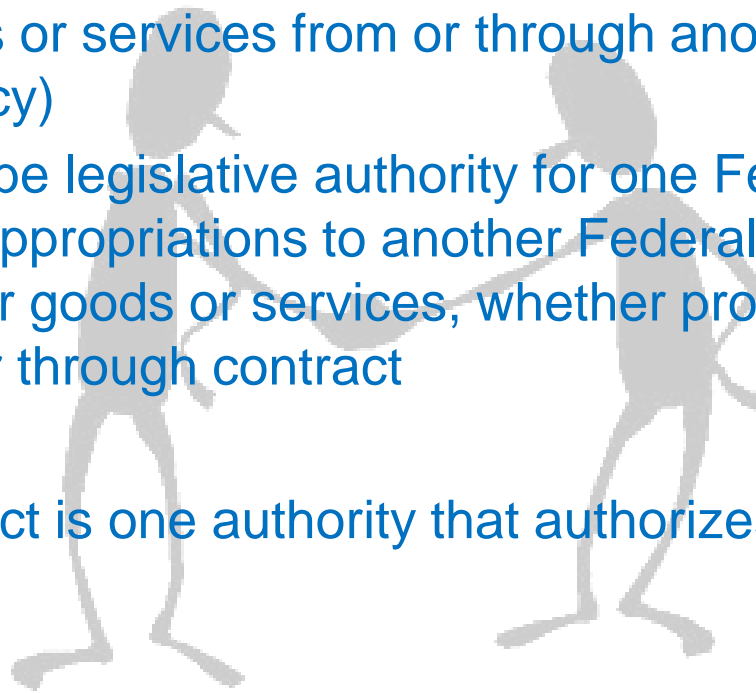 s or services from or through ano
cy)
be legislative authority for one Fe
ppropriations to another Federal
r goods or services, whether pro
through contract
ct is one authority that authorize